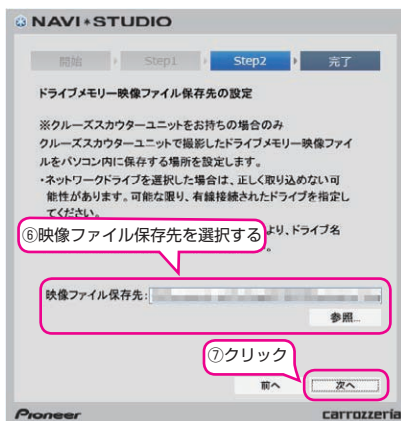 NAVI*STUDIO
開始 Step1 Step2 完了
ドライブメモリー映像ファイル保存先の設定
※クルーズスカウターユニットをお持ちの場合のみ
クルーズスカウターユニットで撮影したドライブメモリー映像ファイ
ルをパソコン内に保存する場所を設定します。
・ネットワークドライブを選択した場合は、正しく取り込めない可
能性があります。可能な限り、有線接続されたドライブを指定し
てください。
⑥映像ファイル保存先を選択する
より、ドライブ名
。
映像ファイル保存先:
参照...
⑦クリック
前へ 次へ
Pioneer carrozzeria